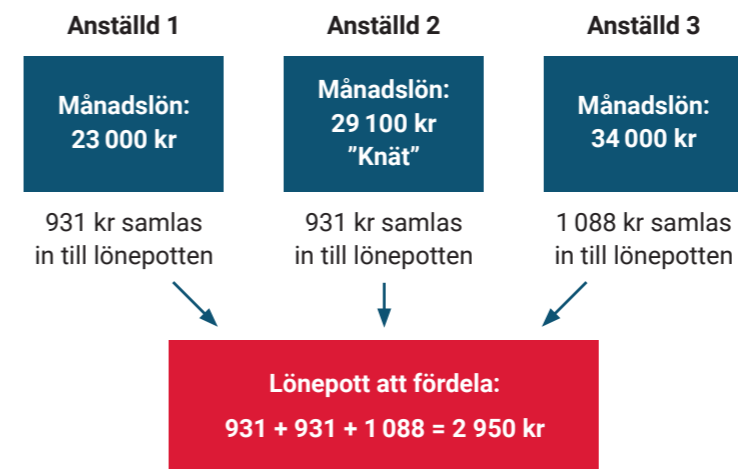 Anställd 1
Månadslön:
23 000 kr
931 kr samlas
in till lönepotten
Anställd 2
Månadslön:
29 100 kr
”Knät”
931 kr samlas
in till lönepotten
Anställd 3
Månadslön:
34 000 kr
1 088 kr samlas
in till lönepotten
Lönepott att fördela:
931 + 931 + 1 088 = 2 950 kr